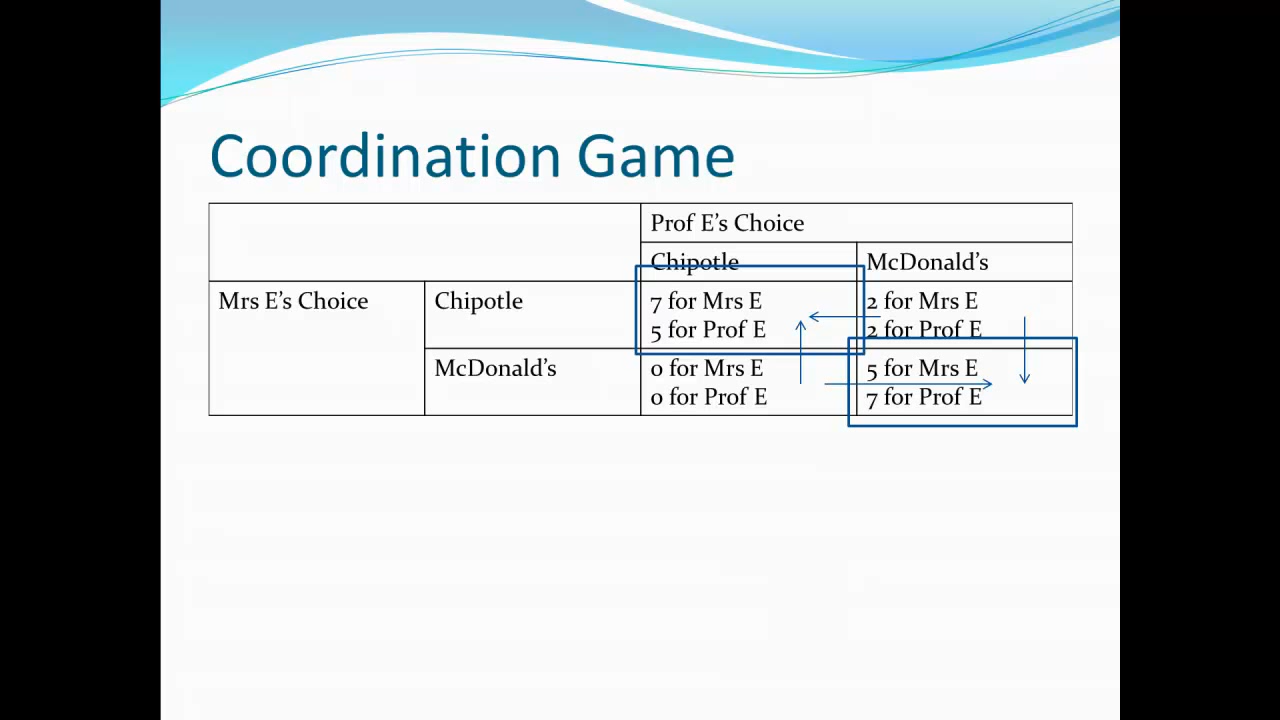 Coordination Game
Prof E's Choice
Chipotle
McDonald's
Mrs E's Choice
Chipotle
7 for Mrs E
5 for Prof E
2 for Mrs E
2 for Prof E
McDonald's
0 for Mrs E
0 for Prof E
5 for Mrs E
7 for Prof E